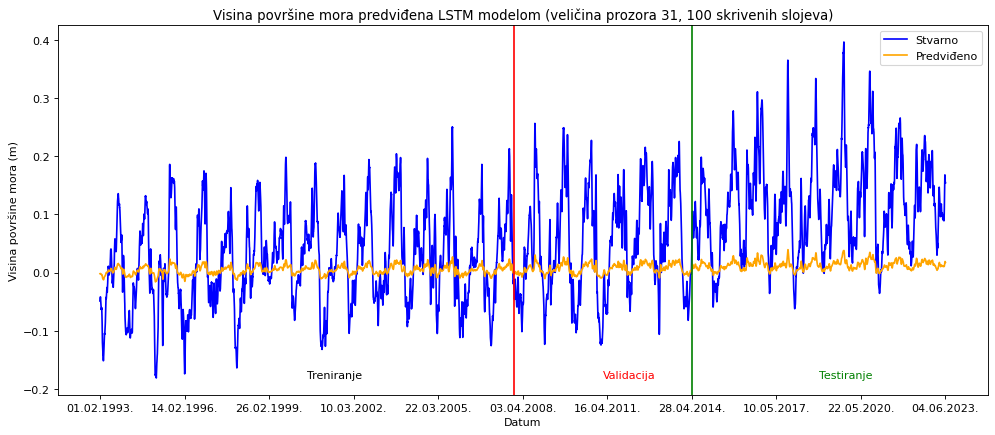 Visina površine mora predviđena LSTM modelom (veličina prozora 31, 100 skrivenih slojeva)
Stvarno
Predviđeno
Visina površine mora (m)
0.4
0.3
0.2
0.1
0.0
−0.1
−0.2
Treniranje
Validacija
Testiranje
01.02.1993.
14.02.1996.
26.02.1999.
10.03.2002.
22.03.2005.
03.04.2008.
16.04.2011.
28.04.2014.
10.05.2017.
22.05.2020.
04.06.2023.
Datum